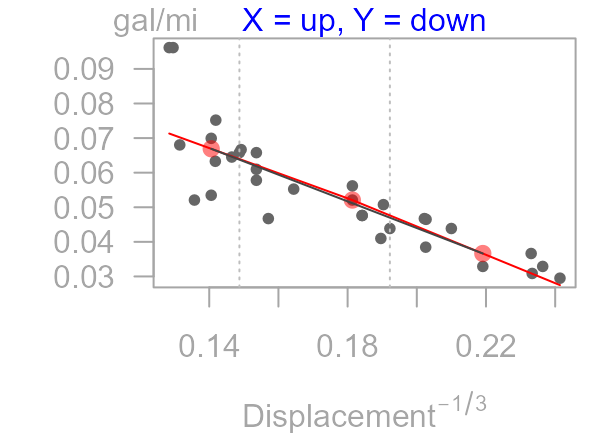 gal/mi X = up, Y = down
0.09
0.08
0.07
0.06
0.05
0.04
0.03
0.14 0.18 0.22
Displacement⁻¹/³